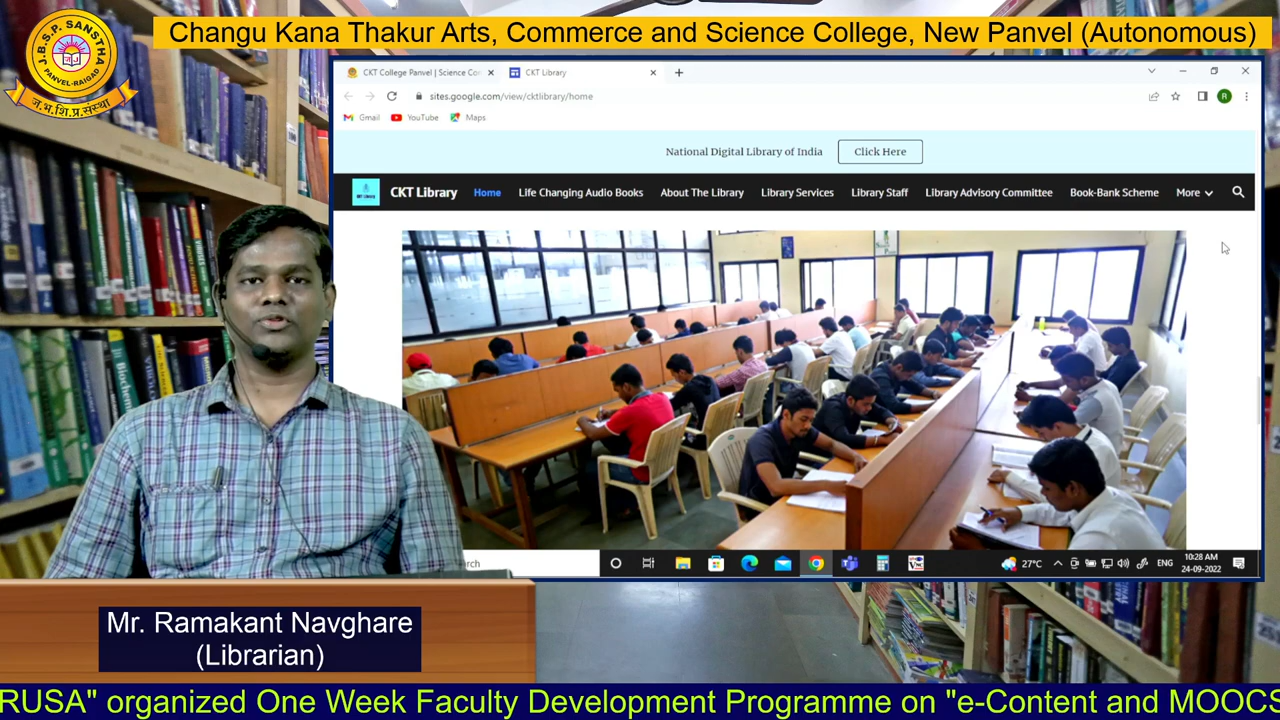 Changu Kana Thakur Arts, Commerce and Science College, New Panvel (Autonomous)
J.B.S.P. SANSTHA
PANVEL-RAIGAD
ज.भ.शि.प्र.संस्था
CKT College Panvel | Science Co
CKT Library
sites.google.com/view/cktlibrary/home
Gmail YouTube Maps
National Digital Library of India Click Here
CKT Library Home Life Changing Audio Books About The Library Library Services Library Staff Library Advisory Committee Book-Bank Scheme More
27°C ENG 10:28 AM
24-09-2022
Mr. Ramakant Navghare
(Librarian)
RUSA" organized One Week Faculty Development Programme on "e-Content and MOOCS